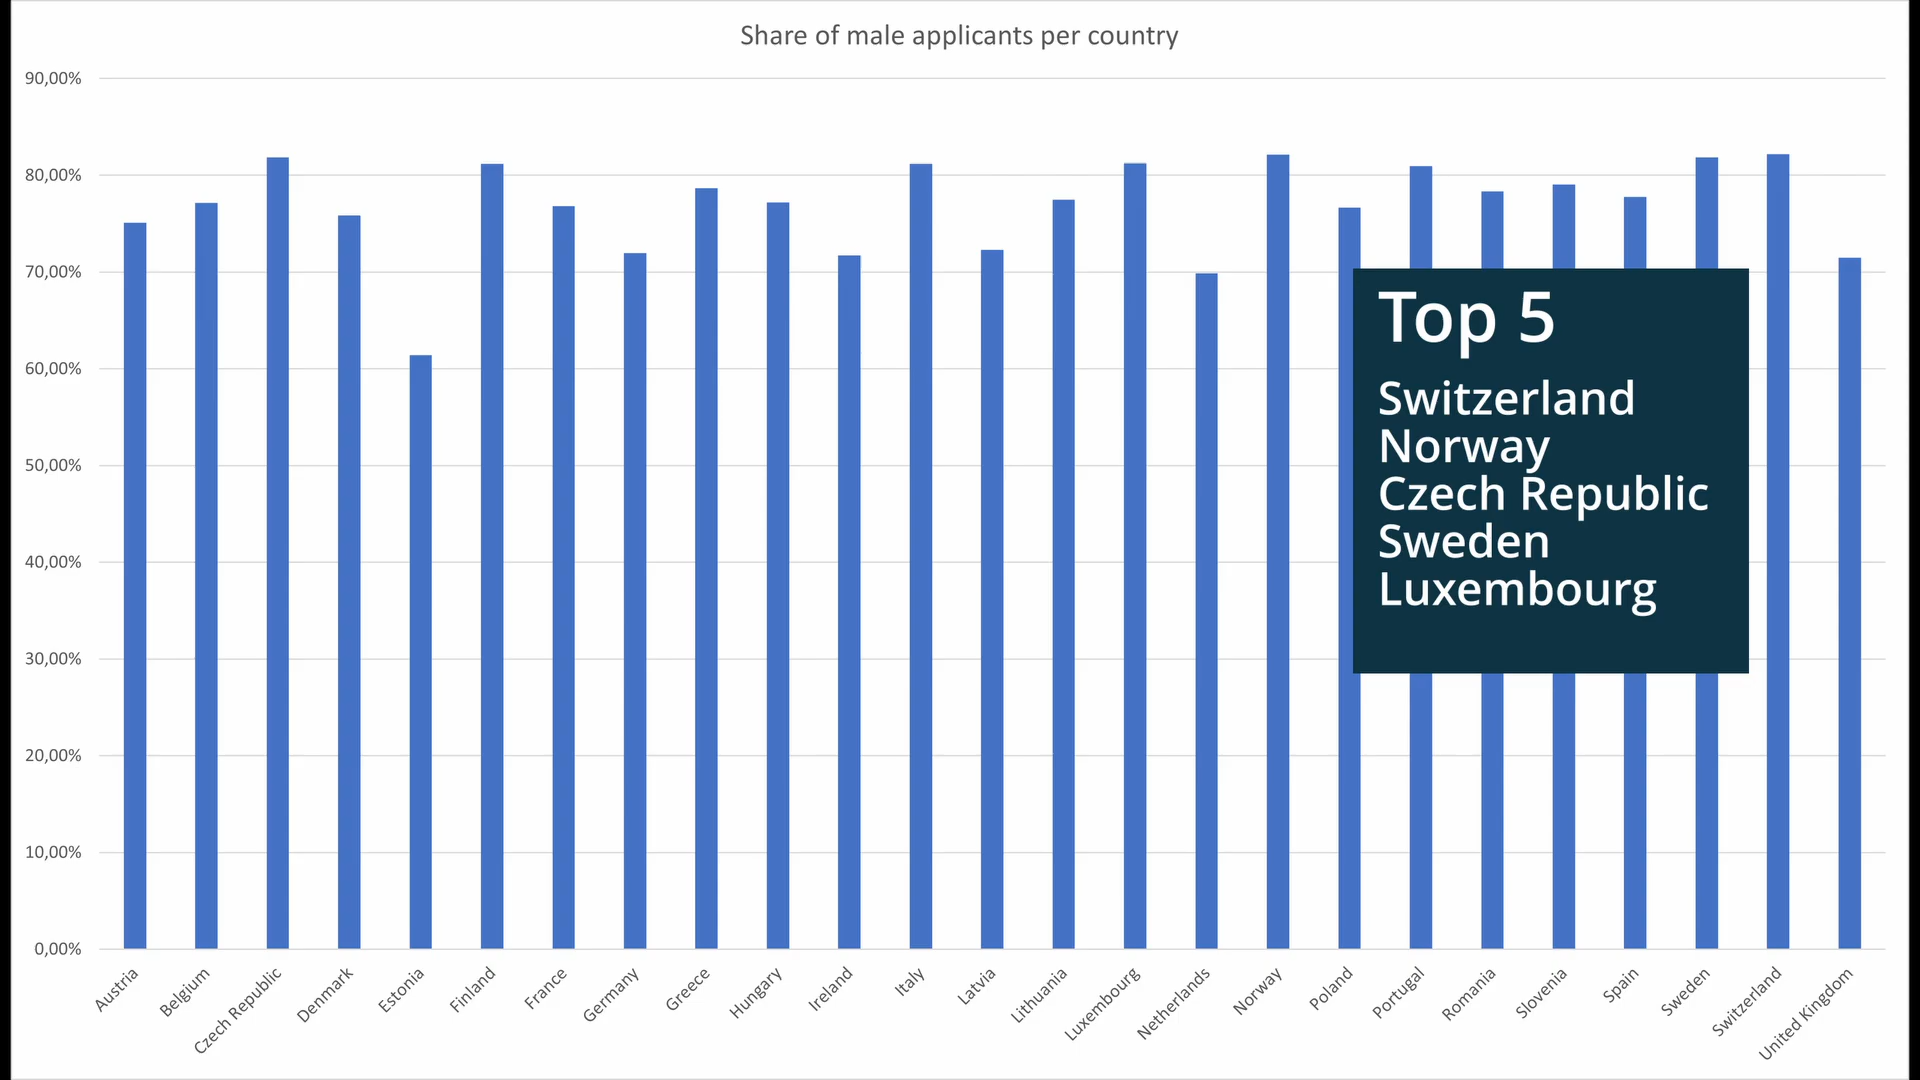 Share of male applicants per country
90,00%
80,00%
70,00%
60,00%
50,00%
40,00%
30,00%
20,00%
10,00%
0,00%
Top 5
Switzerland
Norway
Czech Republic
Sweden
Luxembourg
Austria
Belgium
Czech Republic
Denmark
Estonia
Finland
France
Germany
Greece
Hungary
Ireland
Italy
Latvia
Lithuania
Luxembourg
Netherlands
Norway
Poland
Portugal
Romania
Slovenia
Spain
Sweden
Switzerland
United Kingdom